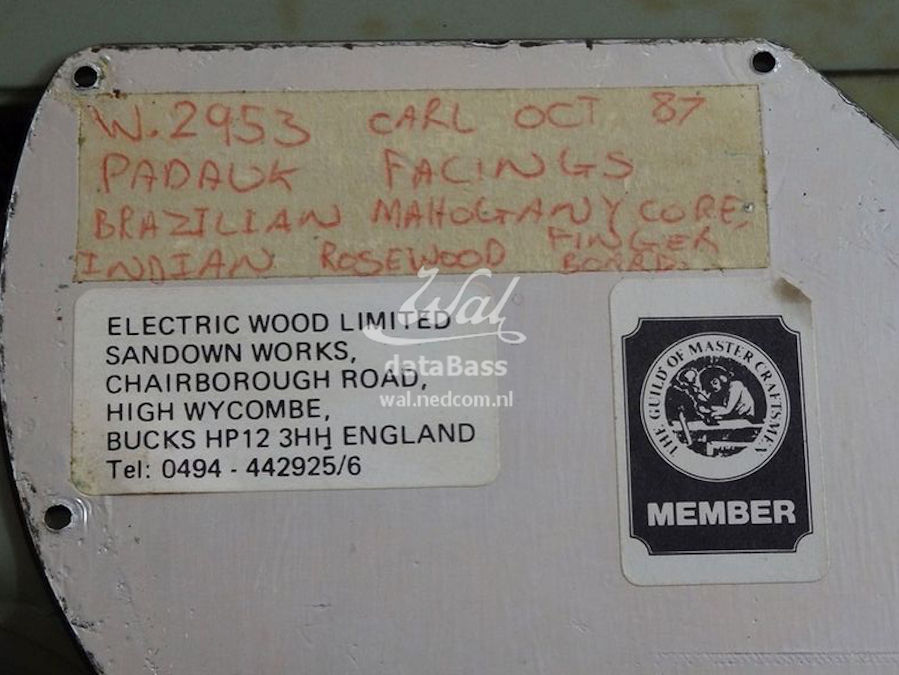 W.2953 CARL OCT 87
PADAUK FACINGS
BRAZILIAN MAHOGANY CORE,
INDIAN ROSEWOOD FINGER
BOARD.
Wal
dataBass
wal.nedcom.nl
ELECTRIC WOOD LIMITED
SANDOWN WORKS,
CHAIRBOROUGH ROAD,
HIGH WYCOMBE,
BUCKS HP12 3HH ENGLAND
Tel: 0494 - 442925/6
THE GUILD OF MASTER CRAFTSMEN
MEMBER